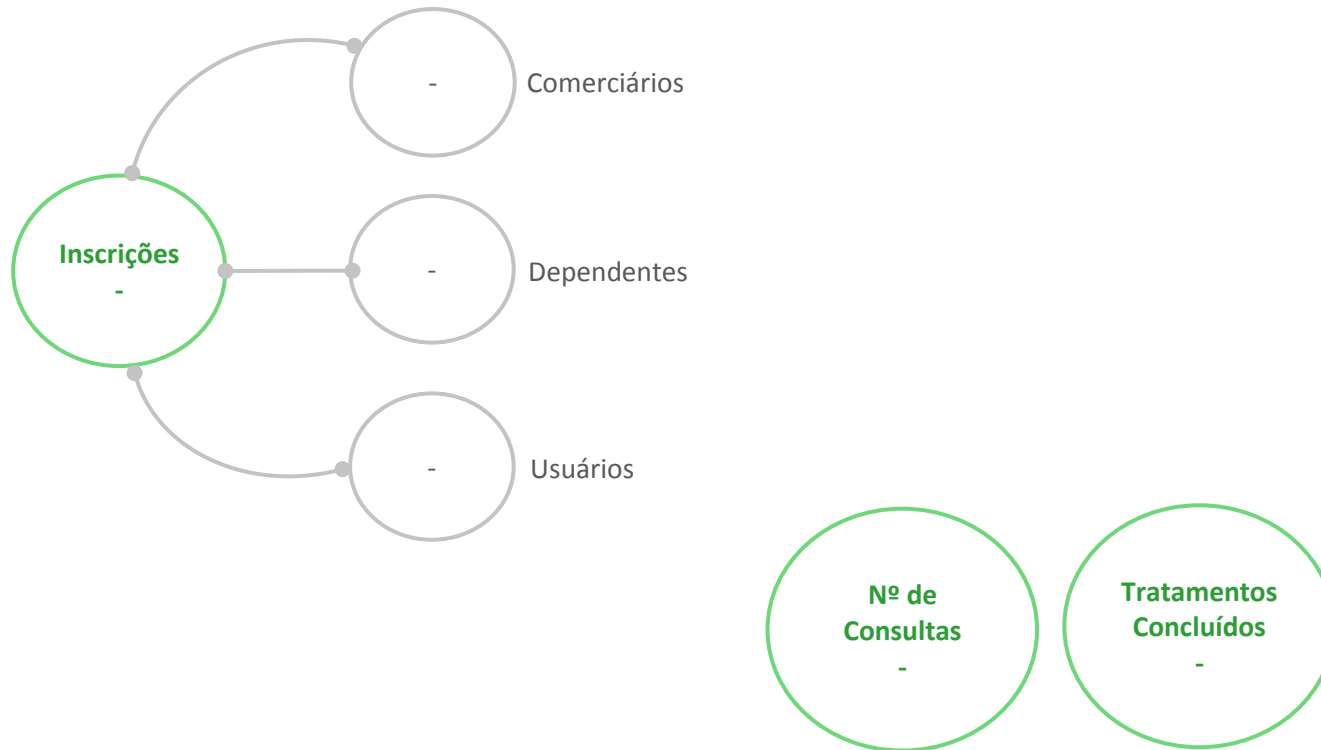 -
Comerciários
Inscrições
-
-
Dependentes
-
Usuários
Nº de
Consultas
-
Tratamentos
Concluídos
-